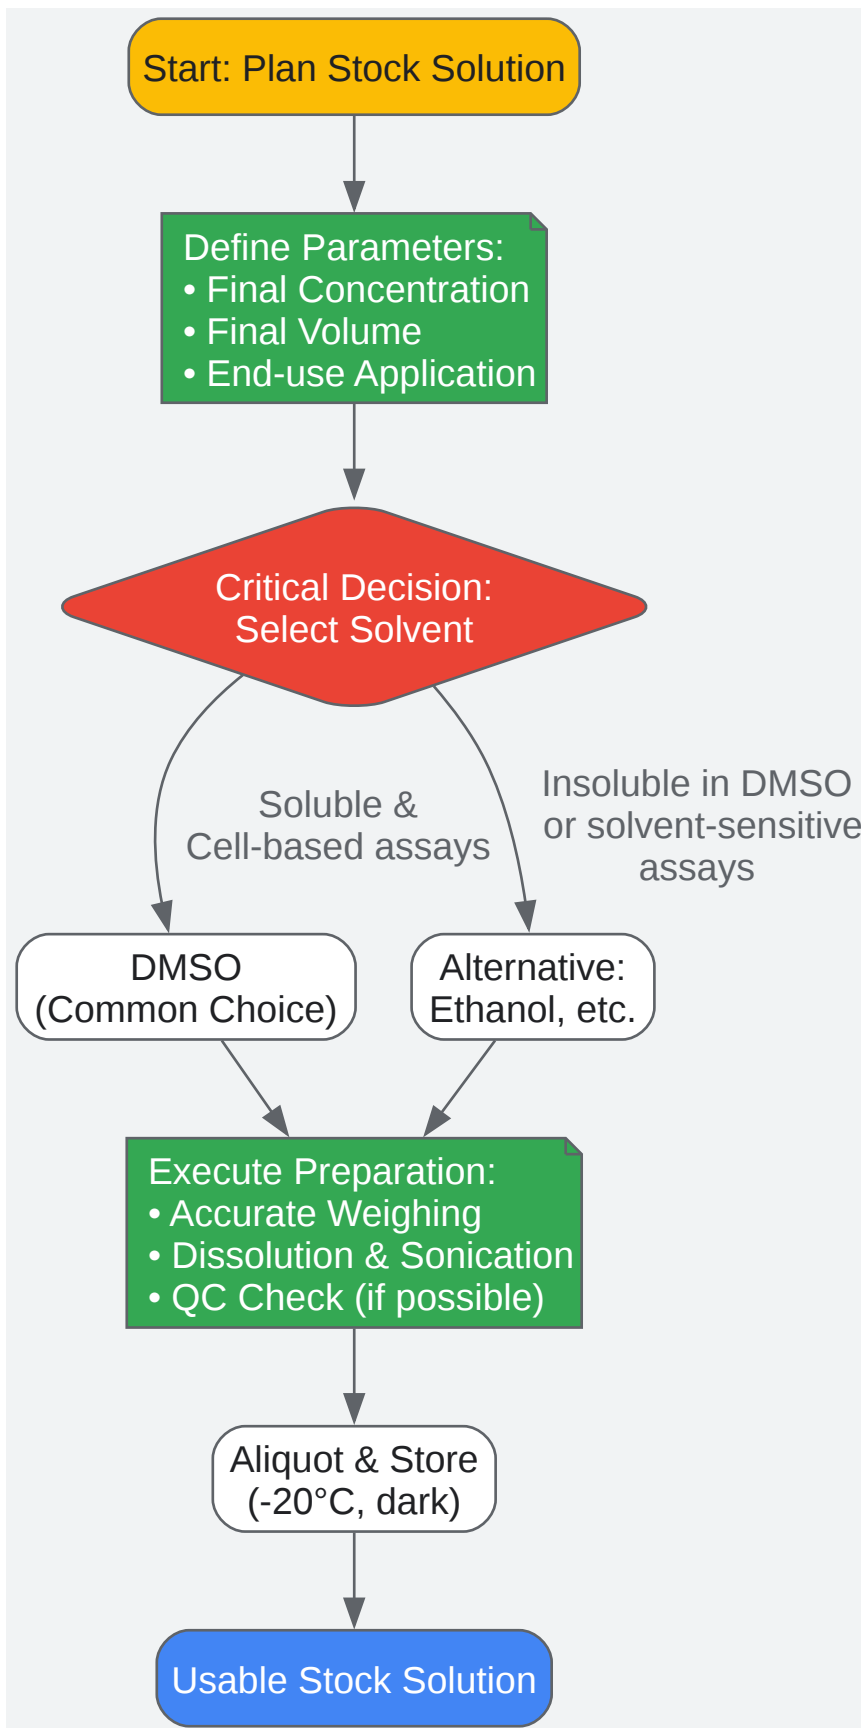 Start: Plan Stock Solution
Define Parameters:
• Final Concentration
• Final Volume
• End-use Application
Critical Decision:
Select Solvent
Soluble &
Cell-based assays
Insoluble in DMSO
or solvent-sensitive
assays
DMSO
(Common Choice)
Alternative:
Ethanol, etc.
Execute Preparation:
• Accurate Weighing
• Dissolution & Sonication
• QC Check (if possible)
Aliquot & Store
(-20°C, dark)
Usable Stock Solution